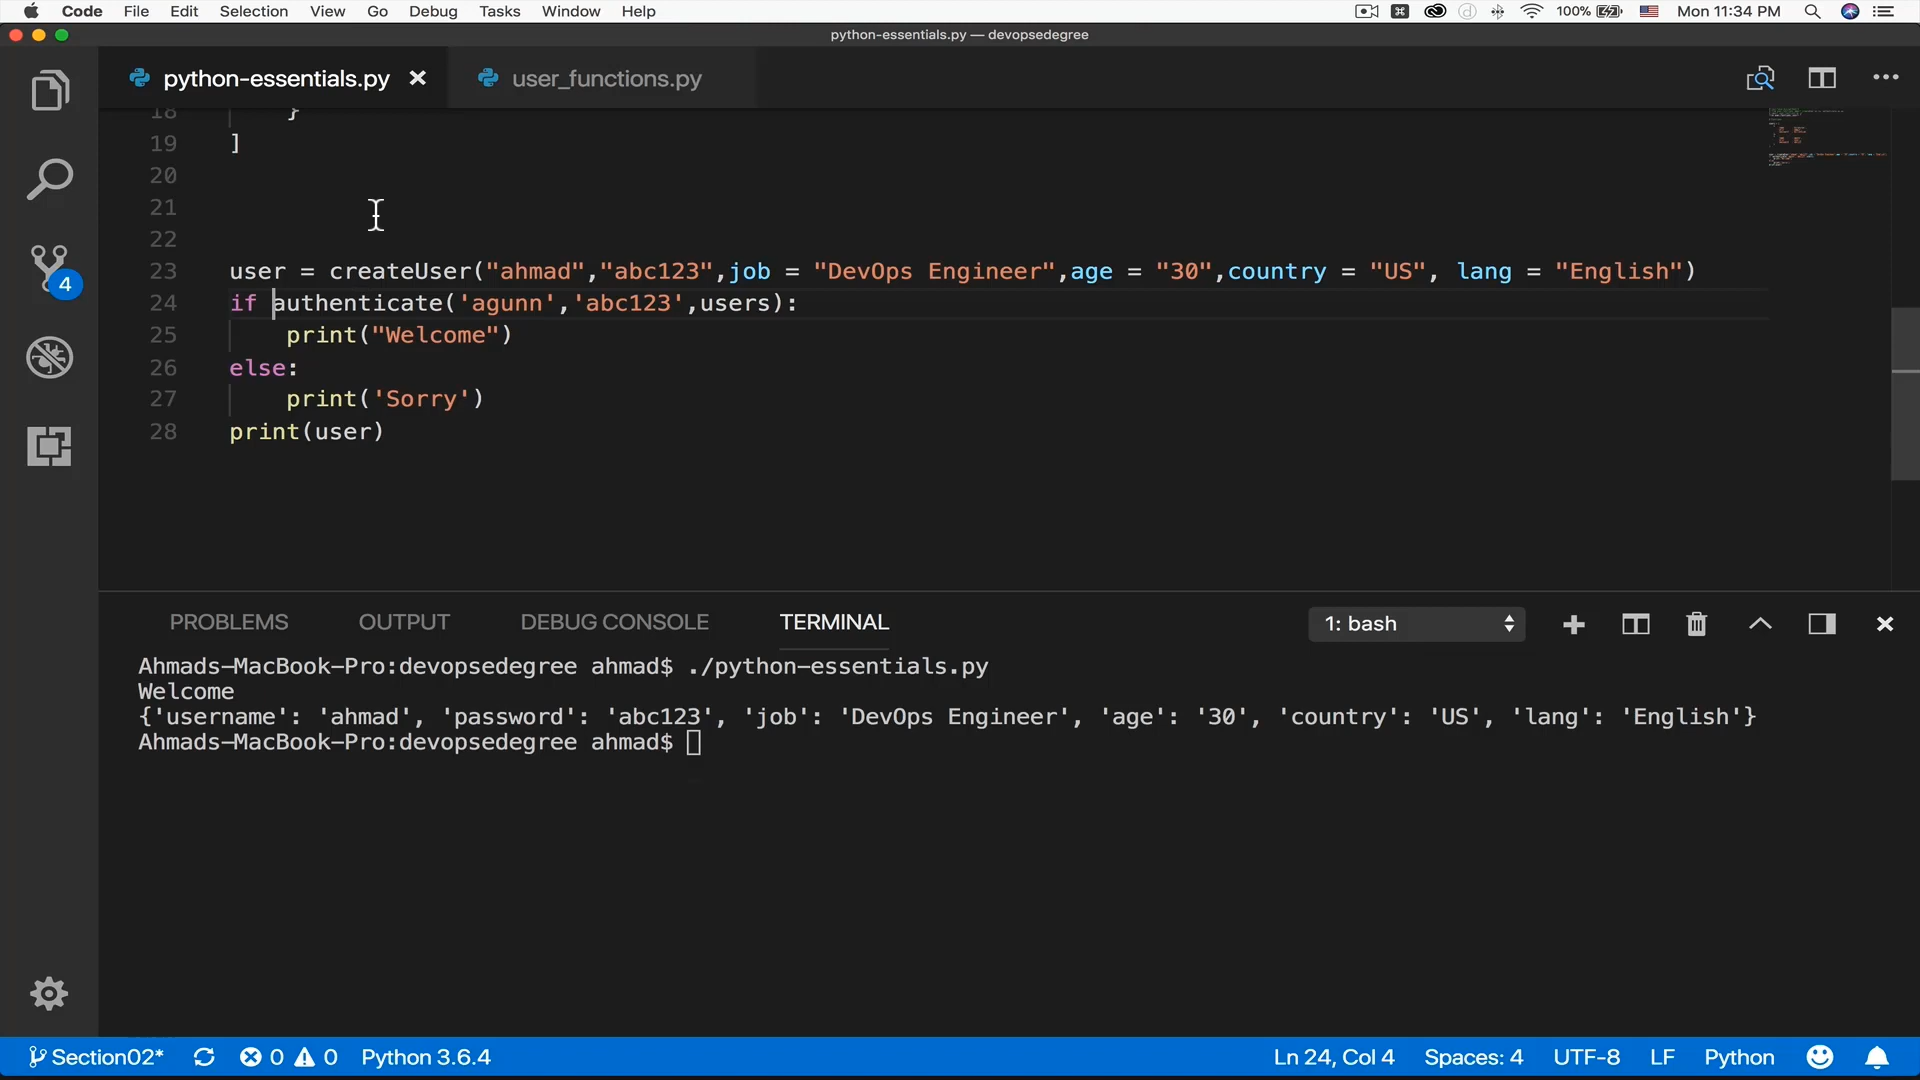 Code File Edit Selection View Go Debug Tasks Window Help 100% Mon 11:34 PM
python-essentials.py — devopsedegree
python-essentials.py user_functions.py
18 }
19 ]
20
21
22
23 user = createUser("ahmad","abc123",job = "DevOps Engineer",age = "30",country = "US", lang = "English")
24 if authenticate('agunn','abc123',users):
25 print("Welcome")
26 else:
27 print('Sorry')
28 print(user)
4
PROBLEMS OUTPUT DEBUG CONSOLE TERMINAL 1: bash
Ahmads-MacBook-Pro:devopsedegree ahmad$ ./python-essentials.py
Welcome
{'username': 'ahmad', 'password': 'abc123', 'job': 'DevOps Engineer', 'age': '30', 'country': 'US', 'lang': 'English'}
Ahmads-MacBook-Pro:devopsedegree ahmad$
Section02* 0 0 Python 3.6.4 Ln 24, Col 4 Spaces: 4 UTF-8 LF Python